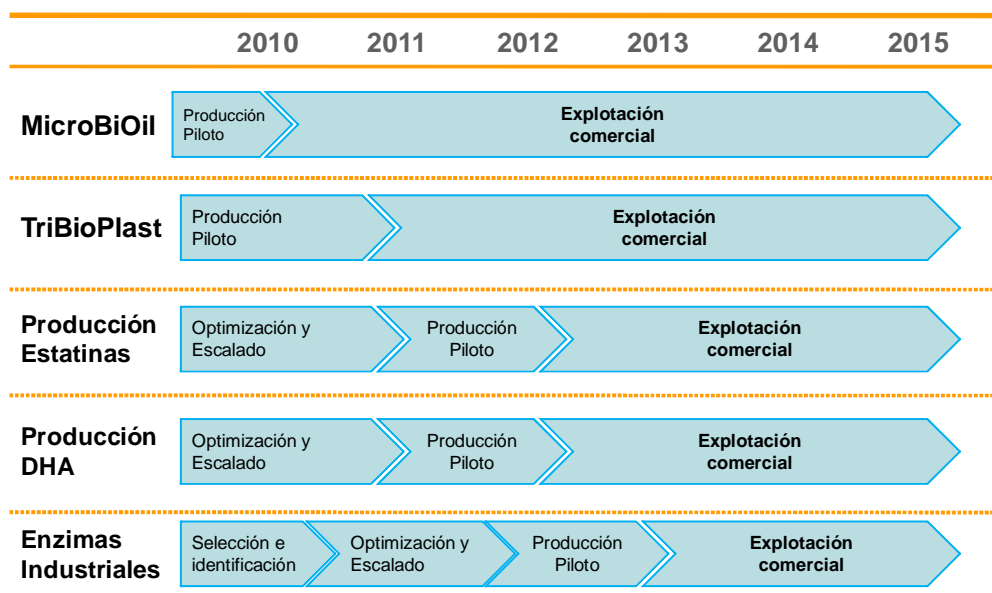 2010 2011 2012 2013 2014 2015
MicroBiOil
Producción
Piloto
Explotación
comercial
TriBioPlast
Producción
Piloto
Explotación
comercial
Producción
Estatinas
Optimización y
Escalado
Producción
Piloto
Explotación
comercial
Producción
DHA
Optimización y
Escalado
Producción
Piloto
Explotación
comercial
Enzimas
Industriales
Selección e
identificación
Optimización y
Escalado
Producción
Piloto
Explotación
comercial